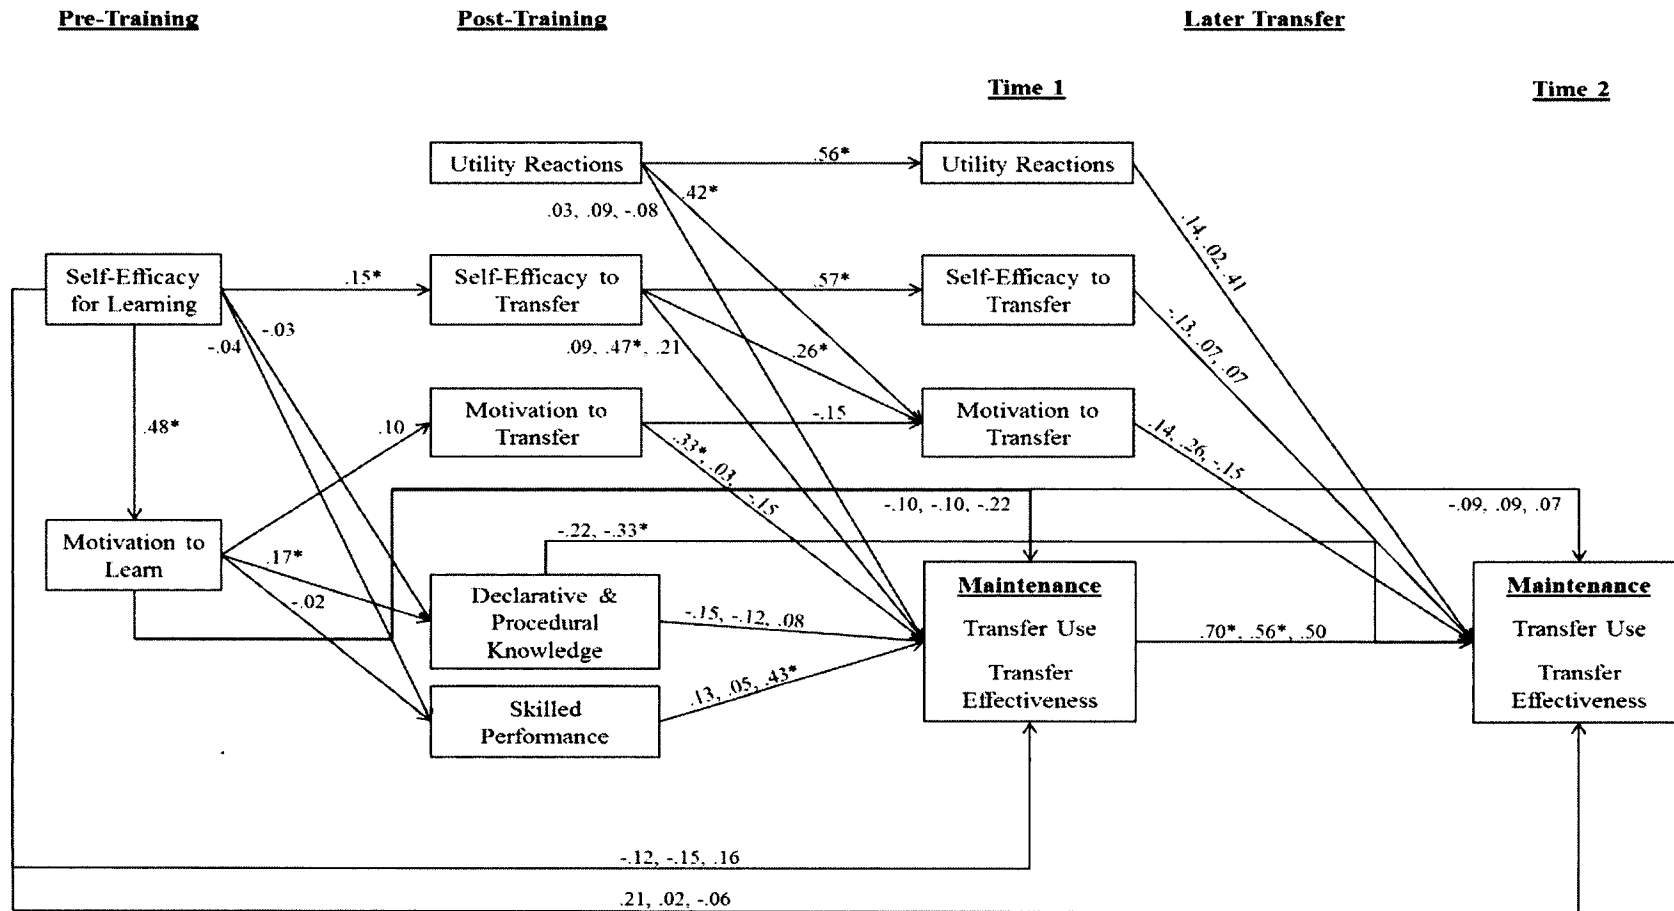 Pre-Training
Post-Training
Later Transfer
Time 1
Time 2
Utility Reactions
.56*
Utility Reactions
.42*
.03, .09, -.08
.14, .02, .41
Self-Efficacy
for Learning
.15*
Self-Efficacy to
Transfer
.57*
Self-Efficacy to
Transfer
-.03
-.04
.09, .47*, .21
.26*
-.13, .07, .07
.48*
.10
Motivation to
Transfer
-.15
Motivation to
Transfer
.33*, .03, -.15
.14, .26, -.15
-.10, -.10, -.22
-.09, .09, .07
Motivation to
Learn
.17*
-.02
-.22, -.33*
Declarative &
Procedural
Knowledge
-.15, -.12, .08
Maintenance
Transfer Use
Transfer
Effectiveness
.70*, .56*, .50
Maintenance
Transfer Use
Transfer
Effectiveness
.13, .05, .43*
Skilled
Performance
-.12, -.15, .16
.21, .02, -.06